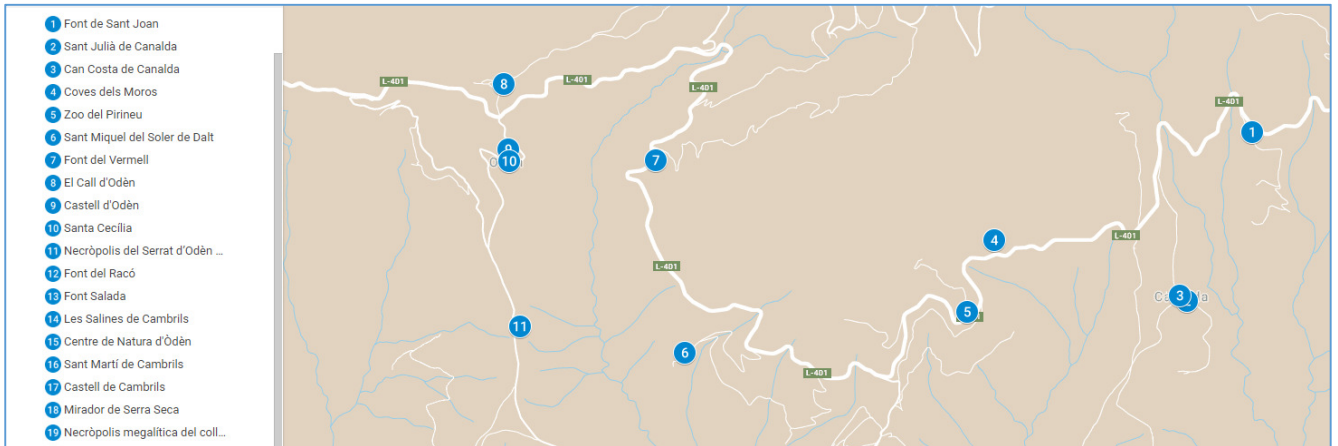 1 Font de Sant Joan
2 Sant Julià de Canalda
3 Can Costa de Canalda
4 Coves dels Moros
5 Zoo del Pirineu
6 Sant Miquel del Soler de Dalt
7 Font del Vermell
8 El Call d'Odèn
9 Castell d'Odèn
10 Santa Cecília
11 Necròpolis del Serrat d'Odèn ...
12 Font del Racó
13 Font Salada
14 Les Salines de Cambrils
15 Centre de Natura d'Òdèn
16 Sant Martí de Cambrils
17 Castell de Cambrils
18 Mirador de Serra Seca
19 Necròpolis megalítica del coll...
L-401
8
L-401
L-401
L-401
1
9
10
7
L-401
4
L-401
3
5
11
6
L-401